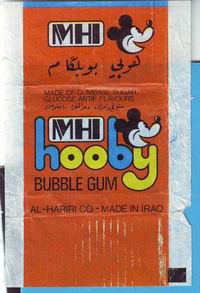 MHI
هوبي بوبلكام
MADE OF GUMBASE SUGAR.
GLUCOSE ARTIF. FLAVOURS.
MHI
hooby
BUBBLE GUM
AL-HARIRI CO.- MADE IN IRAQ